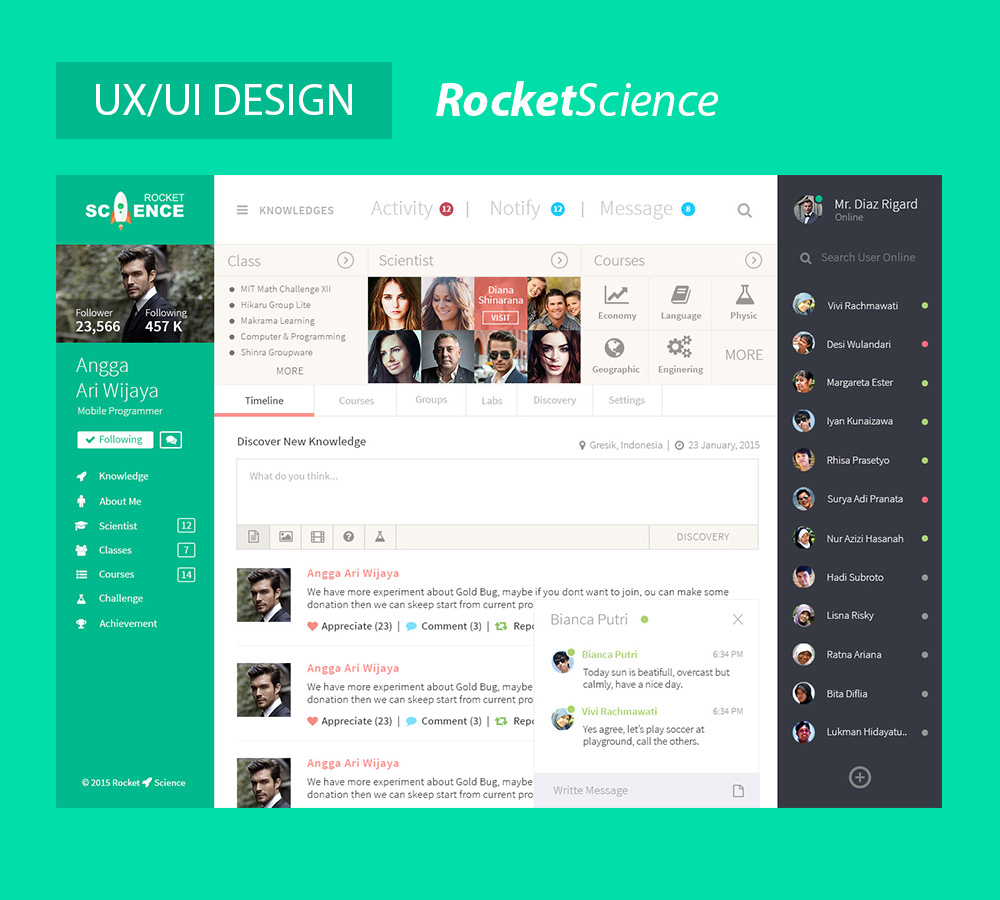 UX/UI DESIGN
RocketScience
ROCKET
SCIENCE
Follower
Following
23,566
457 K
Angga
Ari Wijaya
Mobile Programmer
Following
Knowledge
About Me
Scientist 12
Classes 7
Courses 14
Challenge
Achievement
© 2015 Rocket Science
KNOWLEDGES
Activity 12 | Notify 12 | Message 8
Class
MIT Math Challenge XII
Hikaru Group Lite
Makrama Learning
Computer & Programming
Shinra Groupware
MORE
Scientist
Diana
Shinarana
VISIT
Courses
Economy
Language
Physic
Geographic
Enginering
MORE
Timeline
Courses
Groups
Labs
Discovery
Settings
Discover New Knowledge
Gresik, Indonesia | 23 January, 2015
What do you think...
DISCOVERY
Angga Ari Wijaya
We have more experiment about Gold Bug, maybe if you dont want to join, ou can make some
donation then we can skeep start from current pro
Appreciate (23) | Comment (3) | Repo
Angga Ari Wijaya
We have more experiment about Gold Bug, maybe
donation then we can skeep start from current pro
Appreciate (23) | Comment (3) | Repo
Angga Ari Wijaya
We have more experiment about Gold Bug, maybe
donation then we can skeep start from current pro
Bianca Putri
Bianca Putri 6:34 PM
Today sun is beatifull, overcast but
calmly, have a nice day.
Vivi Rachmawati 6:34 PM
Yes agree, let's play soccer at
playground, call the others.
Writte Message
Mr. Diaz Rigard
Online
Search User Online
Vivi Rachmawati
Desi Wulandari
Margareta Ester
Iyan Kunaizawa
Rhisa Prasetyo
Surya Adi Pranata
Nur Azizi Hasanah
Hadi Subroto
Lisna Risky
Ratna Ariana
Bita Diflia
Lukman Hidayatu..